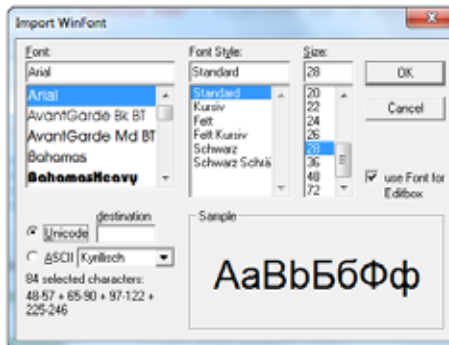 Import WinFont
Font:
Font Style:
Size:
Arial
Standard
28
OK
Arial
AvantGarde Bk BT
AvantGarde Md BT
Bahamas
BahamasHeavy
Standard
Kursiv
Fett
Fett Kursiv
Schwarz
Schwarz Schrä
20
22
24
26
28
36
48
72
Cancel
use Font for
Editbox
destination
Unicode
ASCII
Kyrillisch
84 selected characters:
48-57 + 65-90 + 97-122 +
225-246
Sample
AaBbБбФф